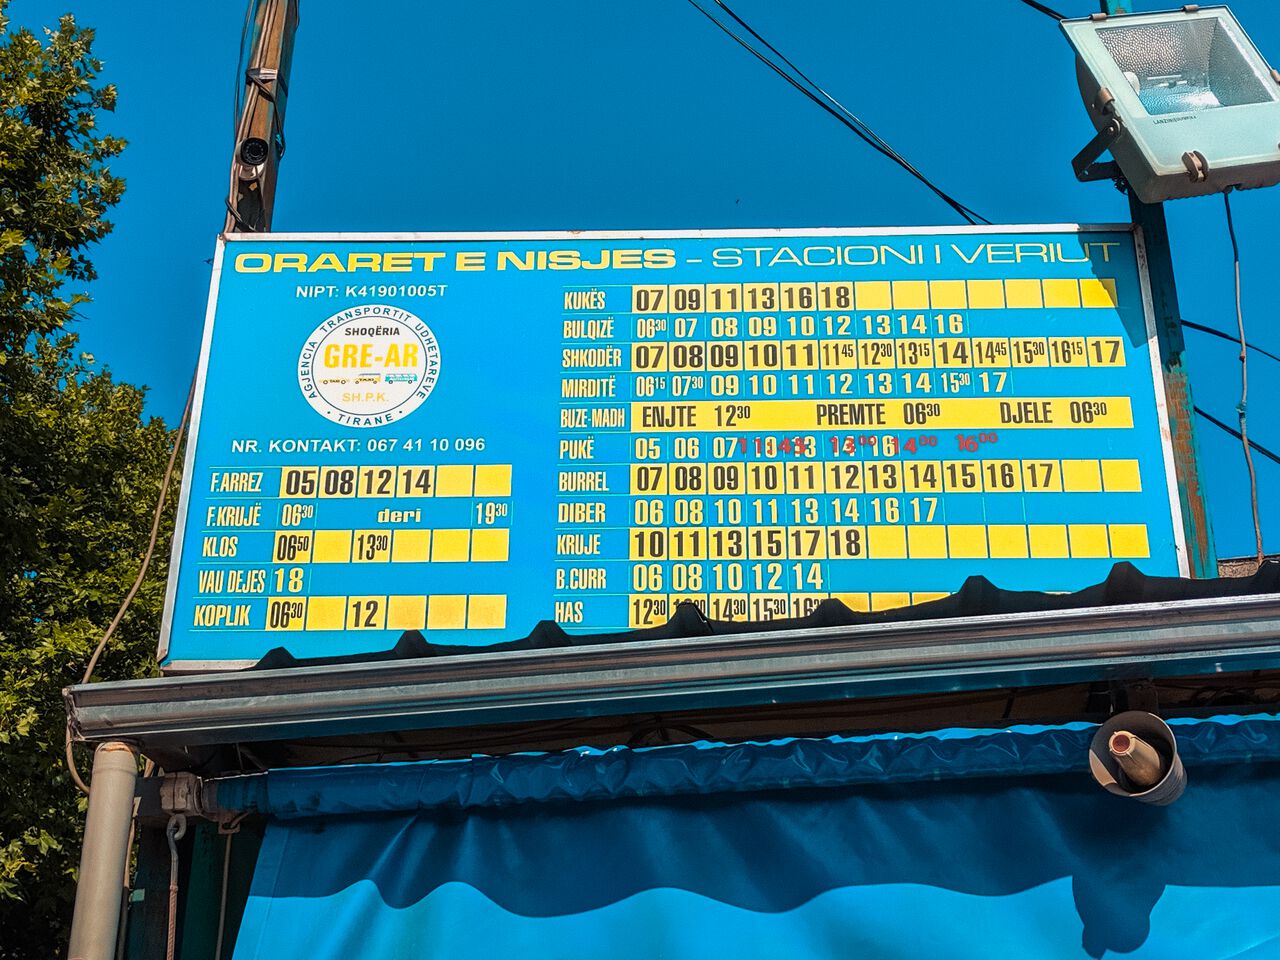 ORARET E NISJES - STACIONI I VERIUT
NIPT: K41901005T
AGJENCIA TRANSPORTIT UDHETAREVE
SHOQËRIA
GRE-AR
SH.P.K.
• TIRANE •
NR. KONTAKT: 067 41 10 096
F.ARREZ 05 08 12 14
F.KRUJË 06³⁰ deri 19³⁰
KLOS 06⁵⁰ 13³⁰
VAU DEJES 18
KOPLIK 06³⁰ 12
KUKËS 07 09 11 13 16 18
BULQIZË 06³⁰ 07 08 09 10 12 13 14 16
SHKODËR 07 08 09 10 11 11⁴⁵ 12³⁰ 13¹⁵ 14 14⁴⁵ 15³⁰ 16¹⁵ 17
MIRDITË 06¹⁵ 07³⁰ 09 10 11 12 13 14 15³⁰ 17
BUZE-MADH ENJTE 12³⁰ PREMTE 06³⁰ DJELE 06³⁰
PUKË 05 06 07 11:45 13⁰⁰ 14⁰⁰ 16⁰⁰
BURREL 07 08 09 10 11 12 13 14 15 16 17
DIBER 06 08 10 11 13 14 16 17
KRUJE 10 11 13 15 17 18
B.CURR 06 08 10 12 14
HAS 12³⁰ 14³⁰ 15³⁰